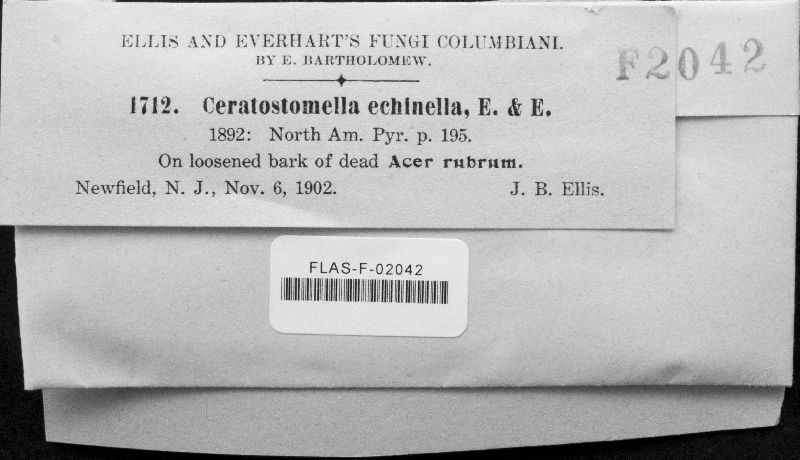 ELLIS AND EVERHART'S FUNGI COLUMBIANI.
BY E. BARTHOLOMEW.
F2042
1712. Ceratostomella echinella, E. & E.
1892: North Am. Pyr. p. 195.
On loosened bark of dead Acer rubrum.
Newfield, N. J., Nov. 6, 1902. J. B. Ellis.
FLAS-F-02042